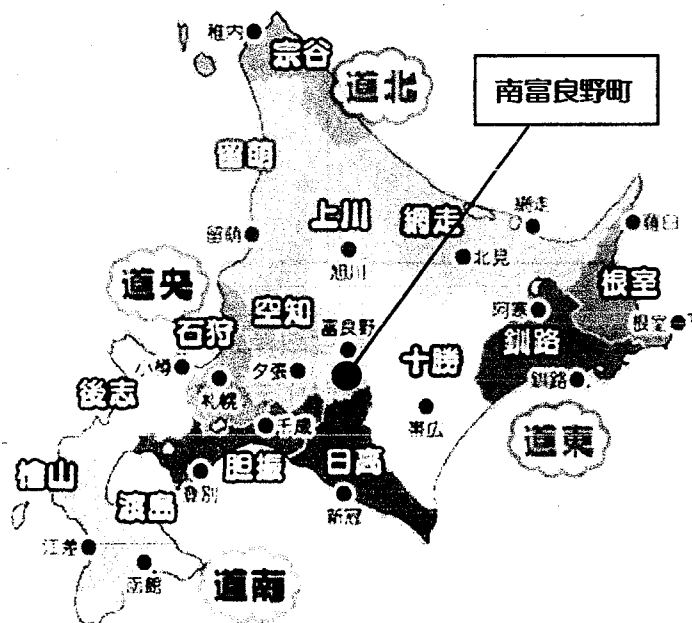 稚内
宗谷
道北
南富良野町
留萌
上川
網走
網走
羅臼
留萌
旭川
北見
道央
根室
空知
阿寒
石狩
富良野
釧路
根室
小樽
夕張
十勝
後志
札幌
釧路
千歳
帯広
道東
檜山
胆振
日高
登別
渡島
新冠
江差
函館
道南